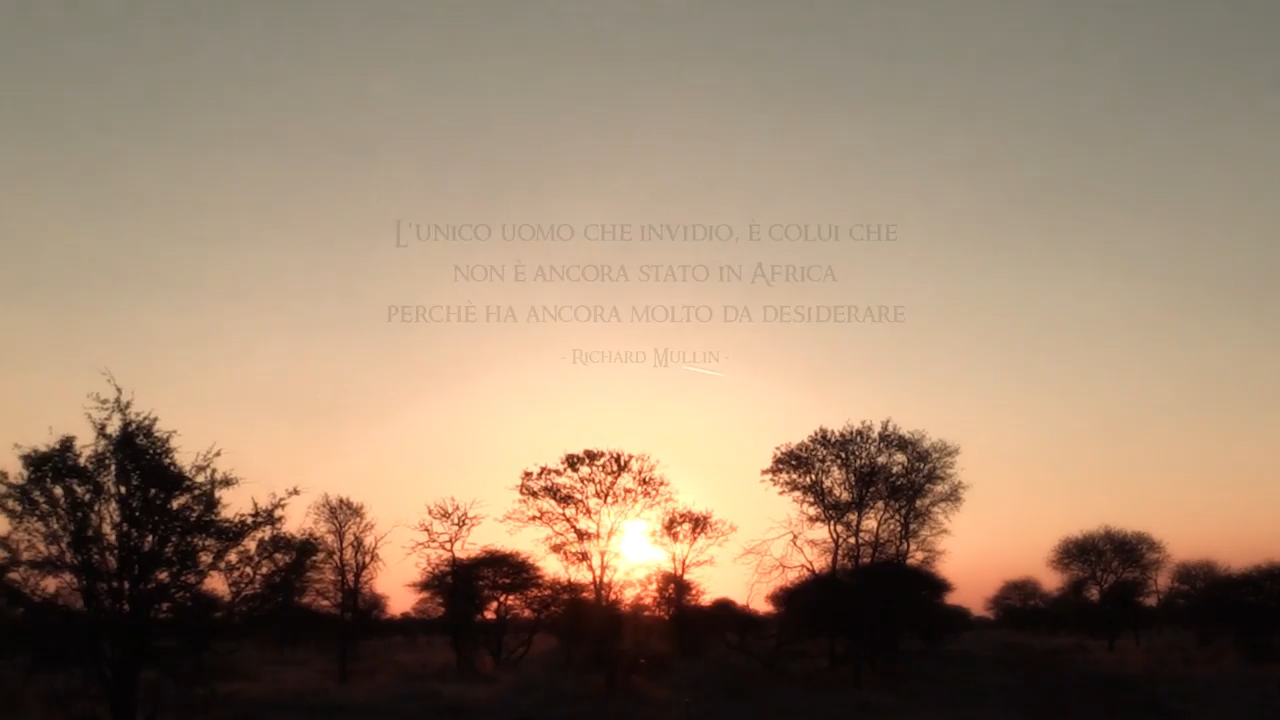 L'unico uomo che invidio, è colui che
non è ancora stato in Africa
perchè ha ancora molto da desiderare
- Richard Mullin -